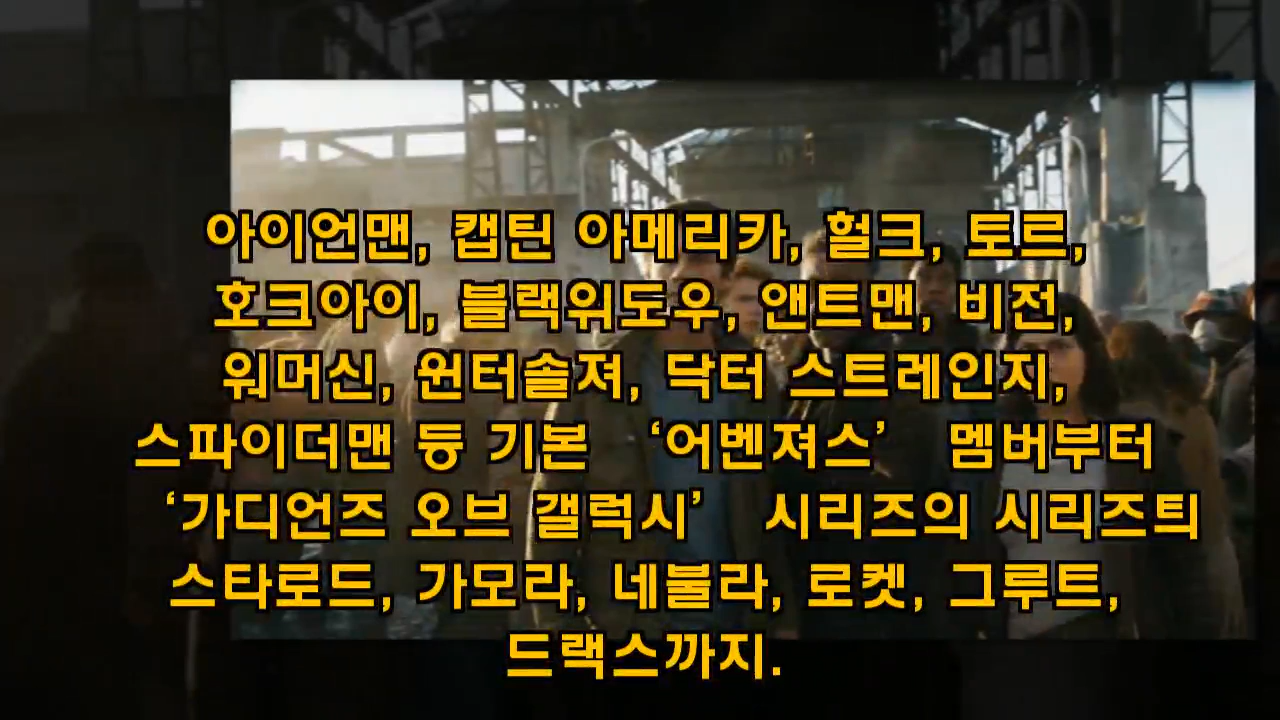 아이언맨, 캡틴 아메리카, 헐크, 토르,
호크아이, 블랙위도우, 앤트맨, 비전,
워머신, 윈터솔져, 닥터 스트레인지,
스파이더맨 등 기본 ‘어벤져스’ 멤버부터
‘가디언즈 오브 갤럭시’ 시리즈의 시리즈틔
스타로드, 가모라, 네불라, 로켓, 그루트,
드랙스까지.